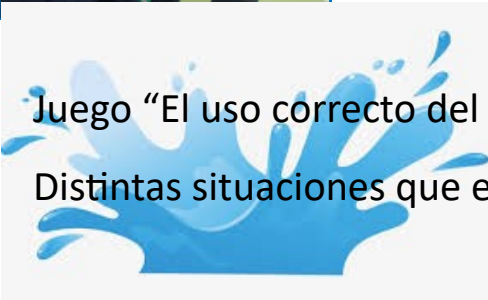 Juego “El uso correcto del
Distintas situaciones que e